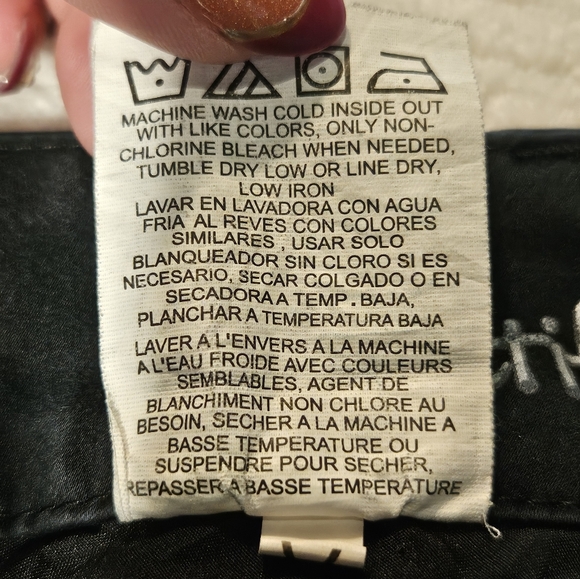 MACHINE WASH COLD INSIDE OUT
WITH LIKE COLORS, ONLY NON-
CHLORINE BLEACH WHEN NEEDED,
TUMBLE DRY LOW OR LINE DRY,
LOW IRON
LAVAR EN LAVADORA CON AGUA
FRIA AL REVES CON COLORES
SIMILARES , USAR SOLO
BLANQUEADOR SIN CLORO SI ES
NECESARIO, SECAR COLGADO O EN
SECADORA A TEMP . BAJA,
PLANCHAR A TEMPERATURA BAJA
LAVER A L'ENVERS A LA MACHINE
A L'EAU FROIDE AVEC COULEURS
SEMBLABLES, AGENT DE
BLANCHIMENT NON CHLORE AU
BESOIN, SECHER A LA MACHINE A
BASSE TEMPERATURE OU
SUSPENDRE POUR SECHER,
REPASSER A BASSE TEMPERATURE